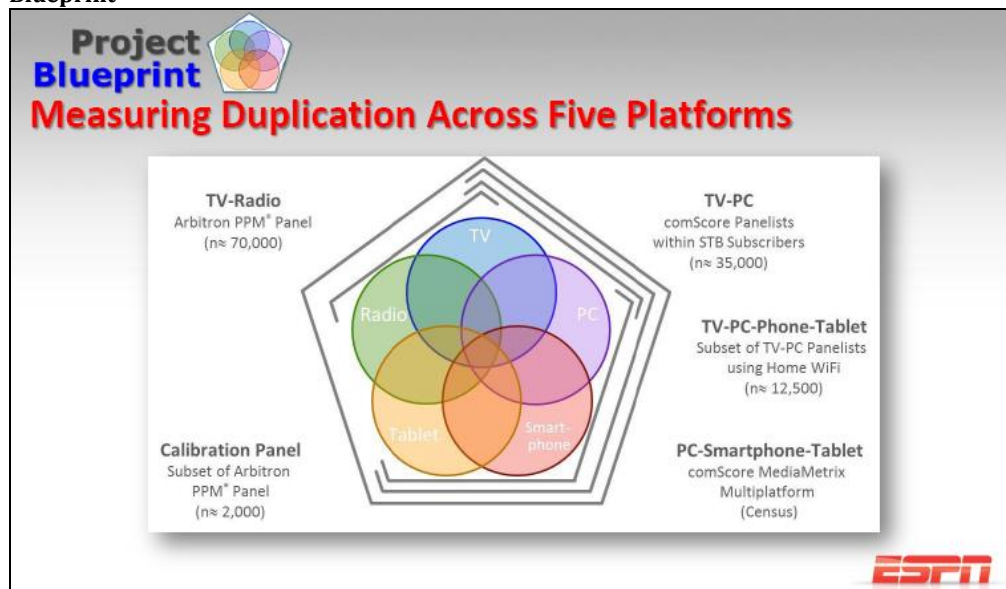 Blueprint
Project
Blueprint
Measuring Duplication Across Five Platforms
TV-Radio
Arbitron PPM® Panel
(n≈ 70,000)
TV-PC
comScore Panelists
within STB Subscribers
(n≈ 35,000)
TV
Radio
PC
Tablet
Smart-
phone
TV-PC-Phone-Tablet
Subset of TV-PC Panelists
using Home WiFi
(n≈ 12,500)
Calibration Panel
Subset of Arbitron
PPM® Panel
(n≈ 2,000)
PC-Smartphone-Tablet
comScore MediaMetrix
Multiplatform
(Census)
ESPN